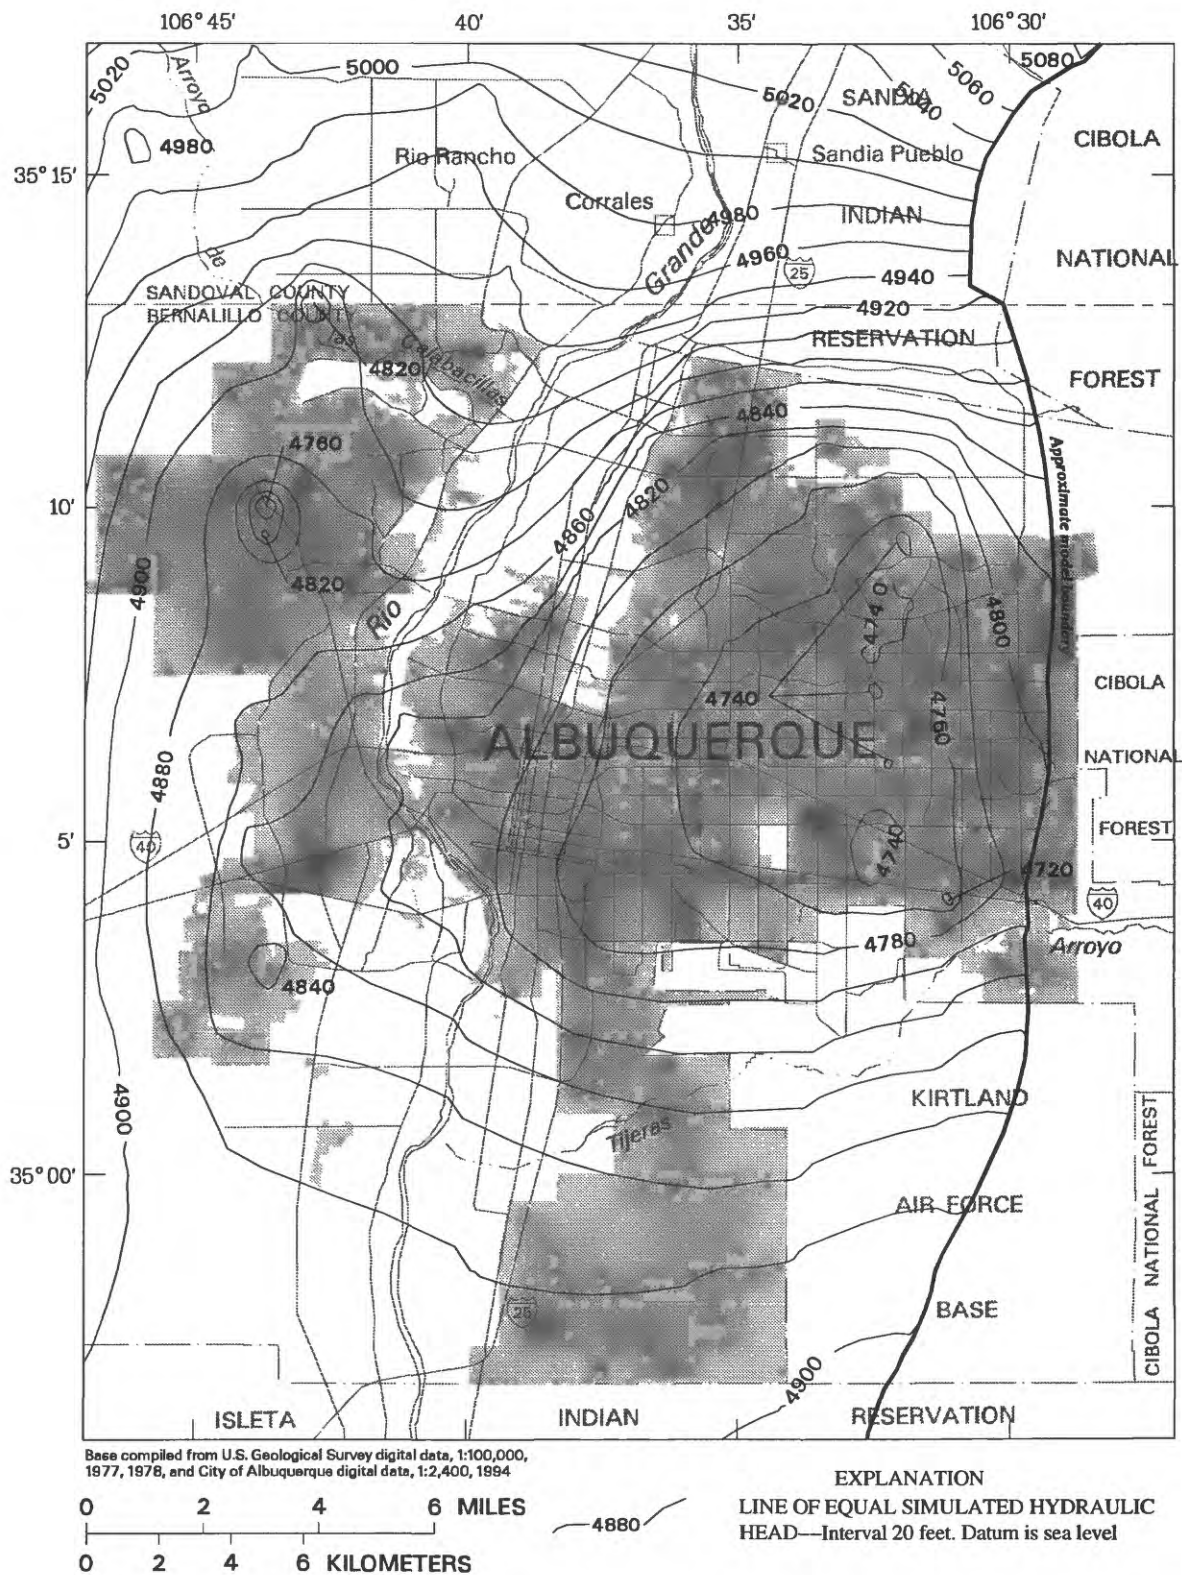 106° 45′ 40′ 35′ 106° 30′
5020
Arroyo
5000
5020
SANDIA
5040
5060
5080
CIBOLA
4980
Rio Rancho
Sandia Pueblo
35° 15′
Corrales
4980
INDIAN
de
Grande
4960
25
4940
NATIONAL
SANDOVAL COUNTY
BERNALILLO COUNTY
4920
las
Calabacillas
RESERVATION
4820
FOREST
4840
4760
Approximate model boundary
10′
4820
4860
4900
4820
Rio
4740
4800
CIBOLA
4740
4760
ALBUQUERQUE
NATIONAL
4880
5′
40
FOREST
4740
4720
40
4780
Arroyo
4840
4900
KIRTLAND
Tijeras
35° 00′
AIR FORCE
CIBOLA NATIONAL FOREST
25
BASE
4900
ISLETA INDIAN RESERVATION
Base compiled from U.S. Geological Survey digital data, 1:100,000,
1977, 1978, and City of Albuquerque digital data, 1:2,400, 1994
0 2 4 6 MILES
0 2 4 6 KILOMETERS
EXPLANATION
4880
LINE OF EQUAL SIMULATED HYDRAULIC
HEAD—Interval 20 feet. Datum is sea level